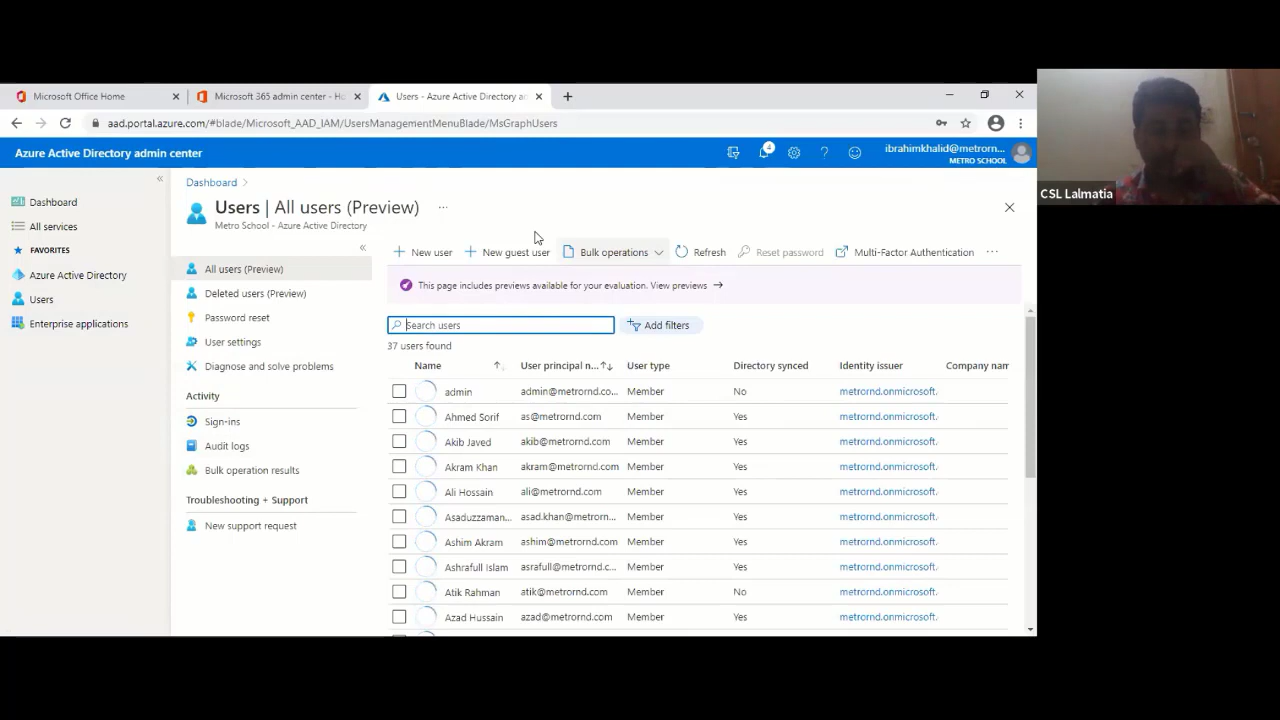 Microsoft Office Home
Microsoft 365 admin center - Ho
Users - Azure Active Directory ad
aad.portal.azure.com/#blade/Microsoft_AAD_IAM/UsersManagementMenuBlade/MsGraphUsers
Azure Active Directory admin center
4
ibrahimkhalid@metrorn...
METRO SCHOOL
CSL Lalmatia
Dashboard
All services
FAVORITES
Azure Active Directory
Users
Enterprise applications
Dashboard >
Users | All users (Preview) ...
Metro School - Azure Active Directory
All users (Preview)
Deleted users (Preview)
Password reset
User settings
Diagnose and solve problems
Activity
Sign-ins
Audit logs
Bulk operation results
Troubleshooting + Support
New support request
+ New user + New guest user Bulk operations Refresh Reset password Multi-Factor Authentication ...
This page includes previews available for your evaluation. View previews →
Search users Add filters
37 users found
Name User principal n... User type Directory synced Identity issuer Company nam
admin admin@metrornd.co... Member No metrornd.onmicrosoft.
Ahmed Sorif as@metrornd.com Member Yes metrornd.onmicrosoft.
Akib Javed akib@metrornd.com Member Yes metrornd.onmicrosoft.
Akram Khan akram@metrornd.com Member Yes metrornd.onmicrosoft.
Ali Hossain ali@metrornd.com Member Yes metrornd.onmicrosoft.
Asaduzzaman... asad.khan@metrorn... Member Yes metrornd.onmicrosoft.
Ashim Akram ashim@metrornd.com Member Yes metrornd.onmicrosoft.
Ashrafull Islam asrafull@metrornd.c... Member Yes metrornd.onmicrosoft.
Atik Rahman atik@metrornd.com Member No metrornd.onmicrosoft.
Azad Hussain azad@metrornd.com Member Yes metrornd.onmicrosoft.